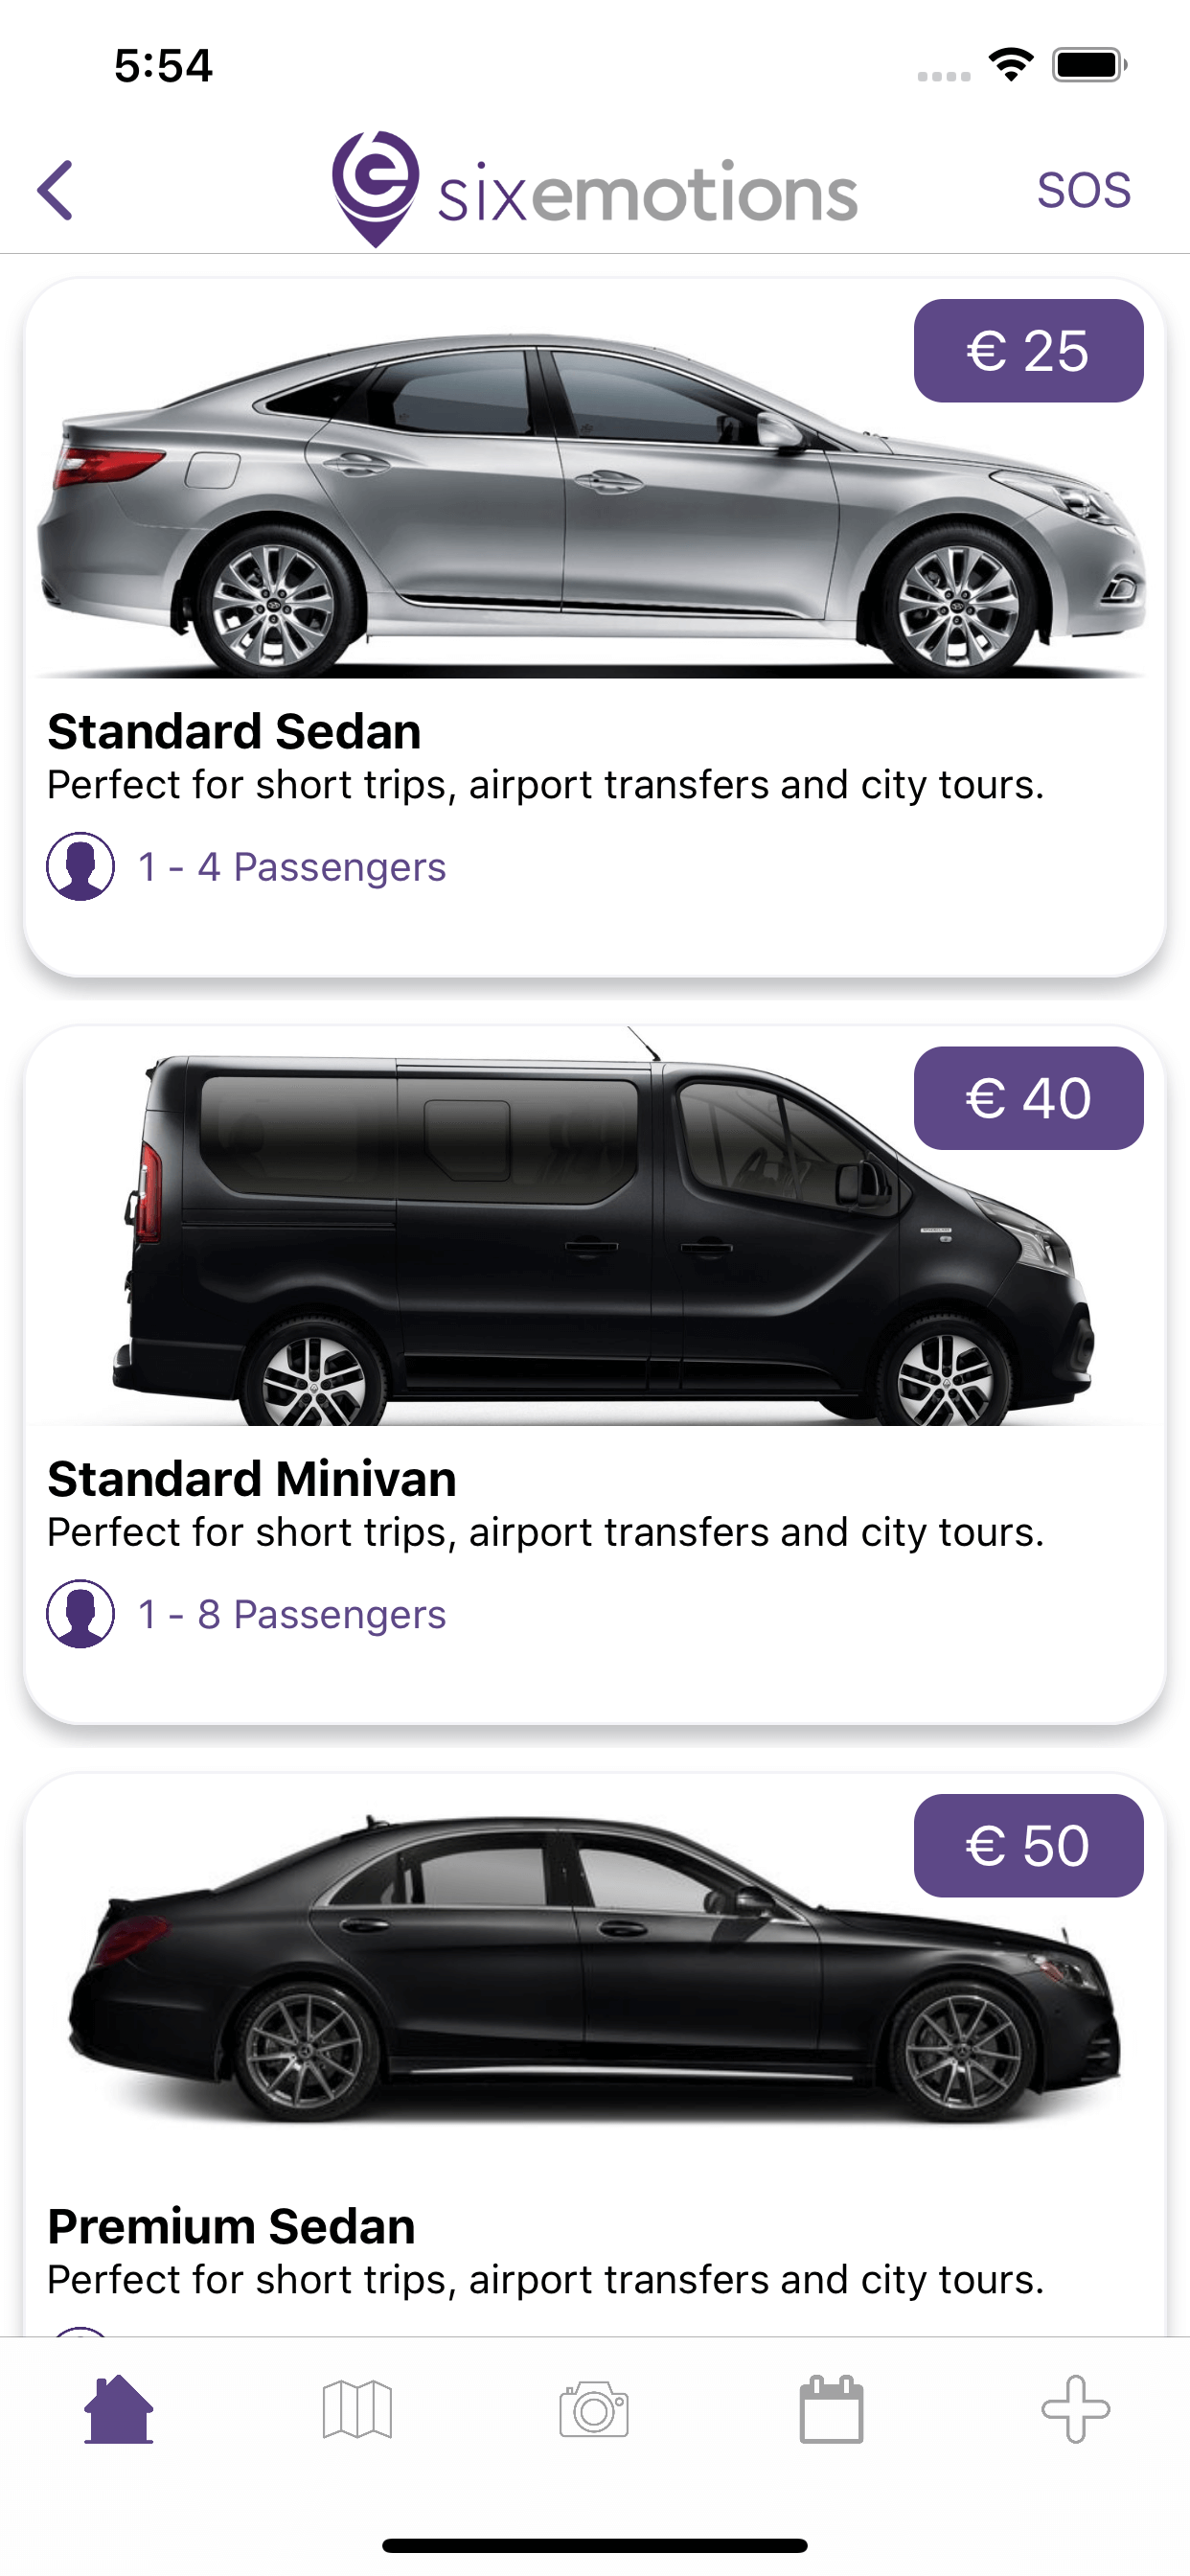 5:54
sixemotions
SOS
€ 25
Standard Sedan
Perfect for short trips, airport transfers and city tours.
1 - 4 Passengers
€ 40
Standard Minivan
Perfect for short trips, airport transfers and city tours.
1 - 8 Passengers
€ 50
Premium Sedan
Perfect for short trips, airport transfers and city tours.